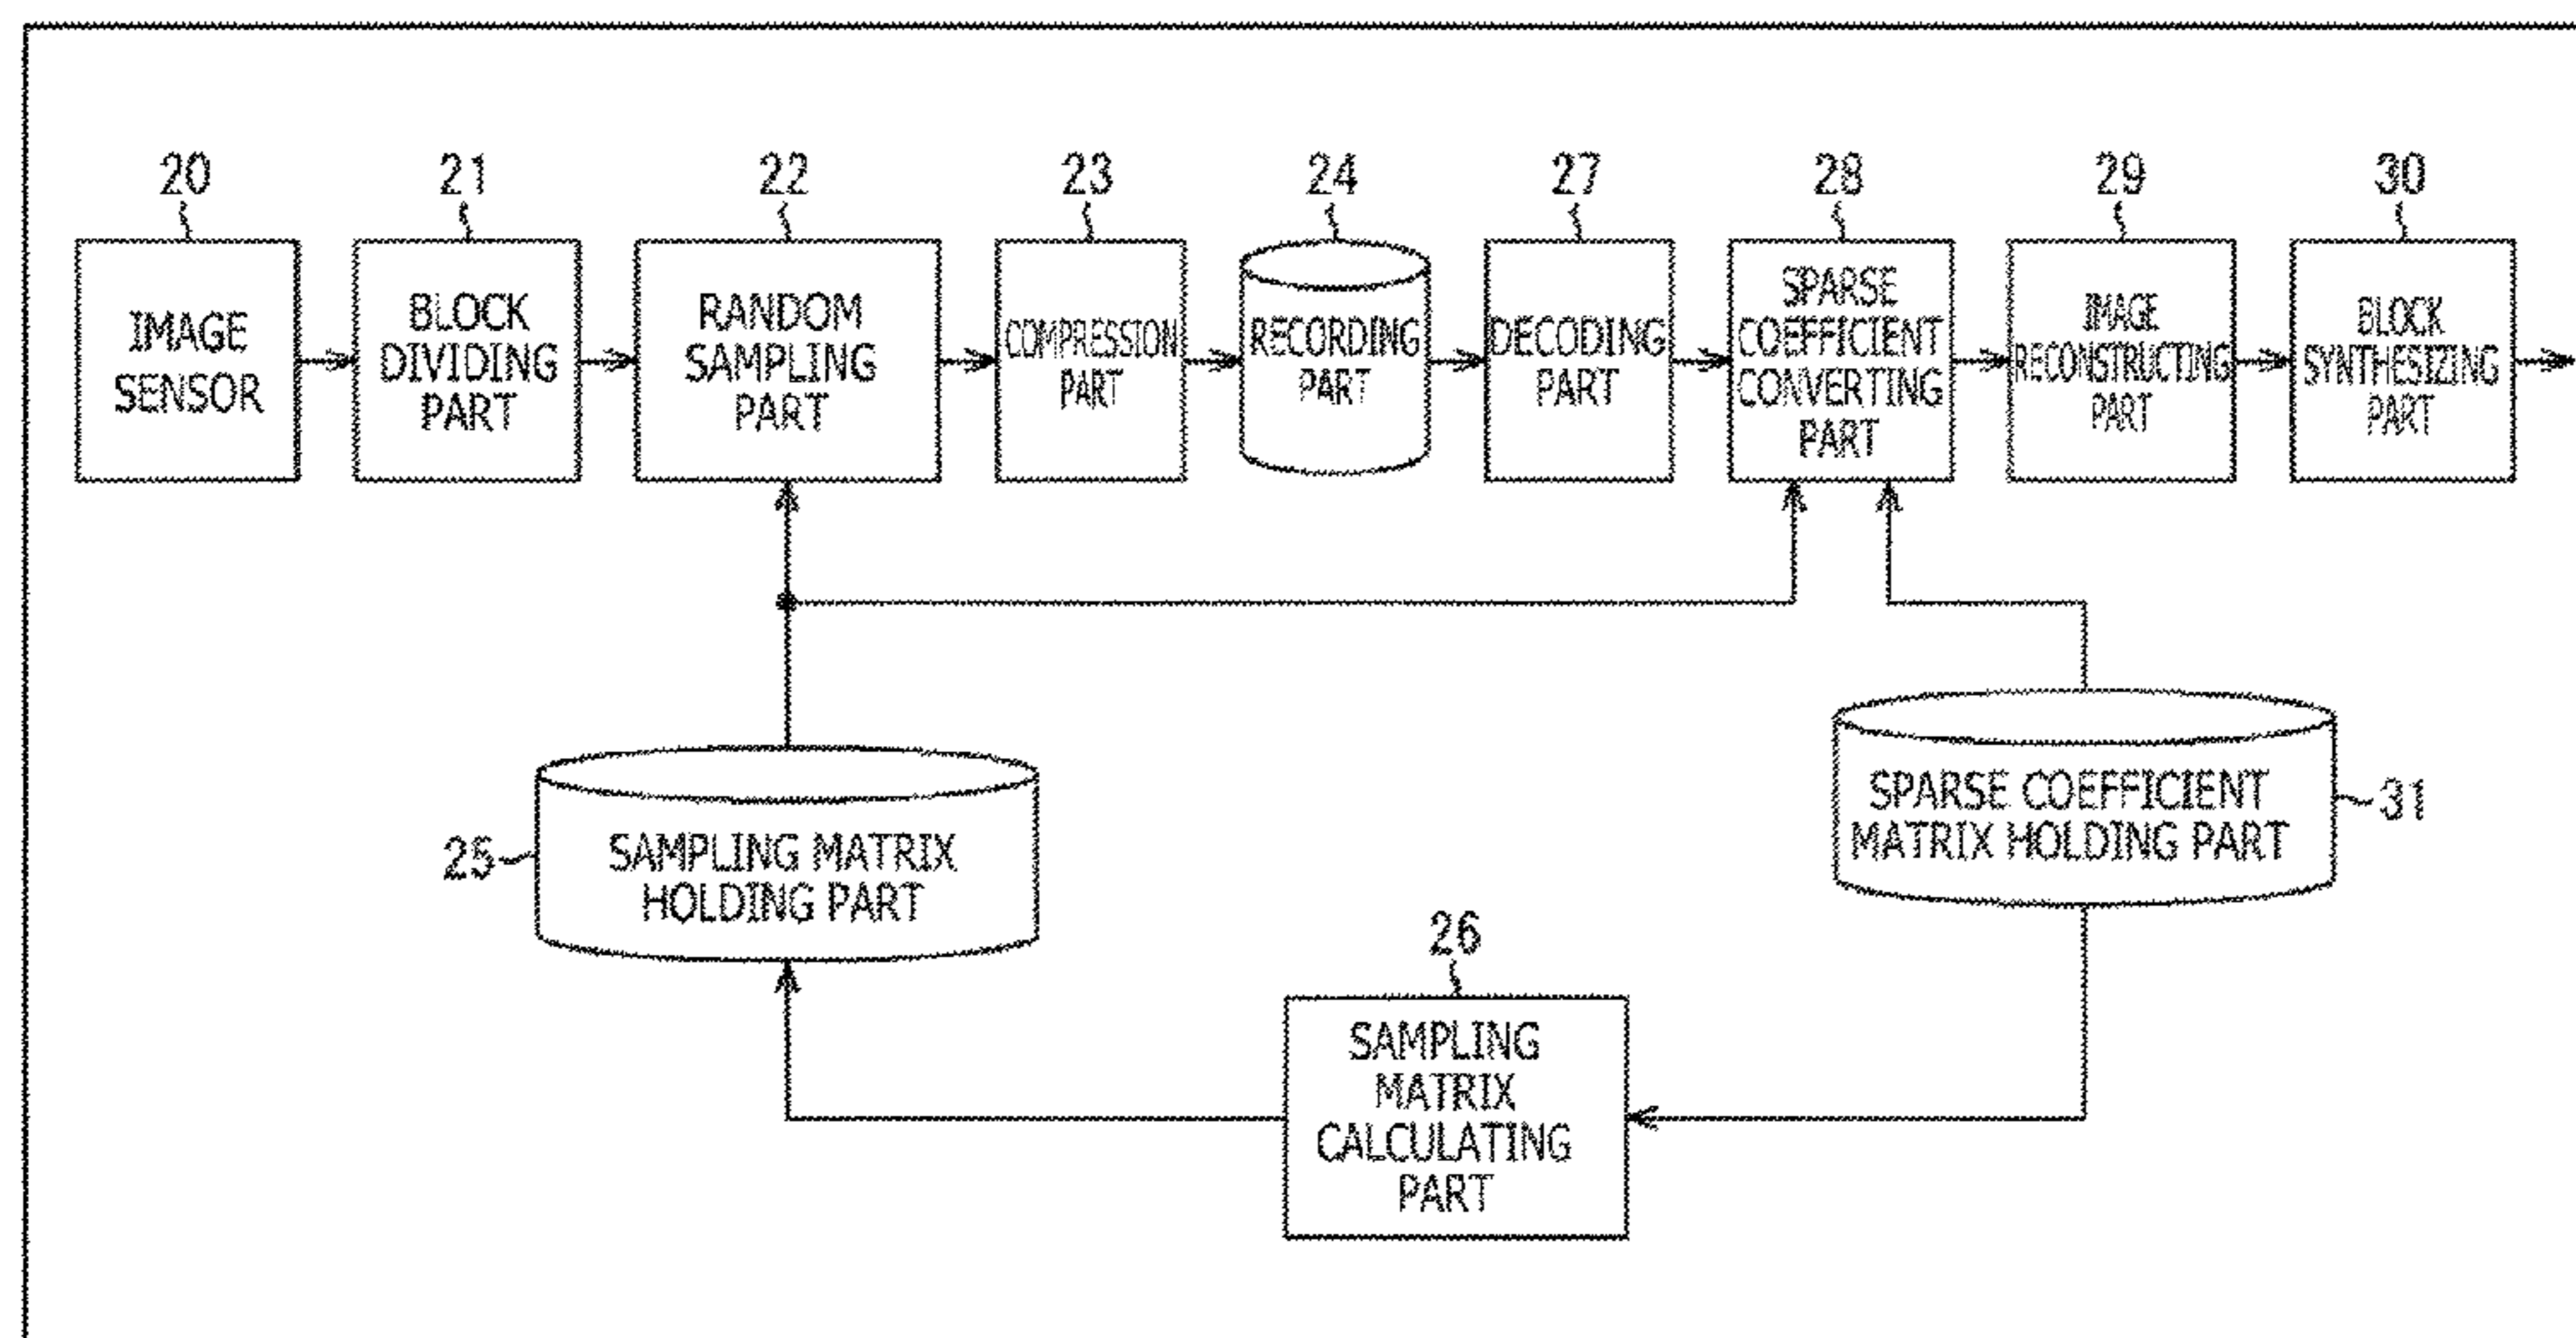 20
21
22
23
24
27
28
29
30
IMAGE
SENSOR
BLOCK
DIVIDING
PART
RANDOM
SAMPLING
PART
COMPRESSION
PART
RECORDING
PART
DECODING
PART
SPARSE
COEFFICIENT
CONVERTING
PART
IMAGE
RECONSTRUCTING
PART
BLOCK
SYNTHESIZING
PART
25
SAMPLING MATRIX
HOLDING PART
SPARSE COEFFICIENT
MATRIX HOLDING PART
31
26
SAMPLING
MATRIX
CALCULATING
PART